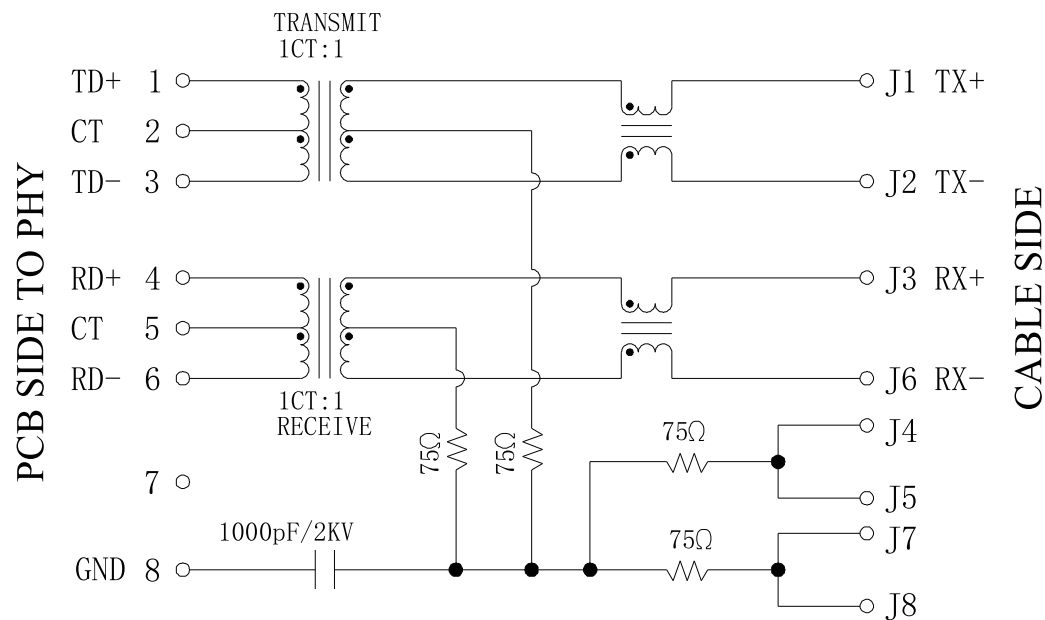 TRANSMIT
1CT:1
TD+ 1
CT 2
TD- 3
J1 TX+
J2 TX-
PCB SIDE TO PHY
CABLE SIDE
RD+ 4
CT 5
RD- 6
J3 RX+
J6 RX-
1CT:1
RECEIVE
75Ω
75Ω
75Ω
J4
J5
7
1000pF/2KV
GND 8
75Ω
J7
J8